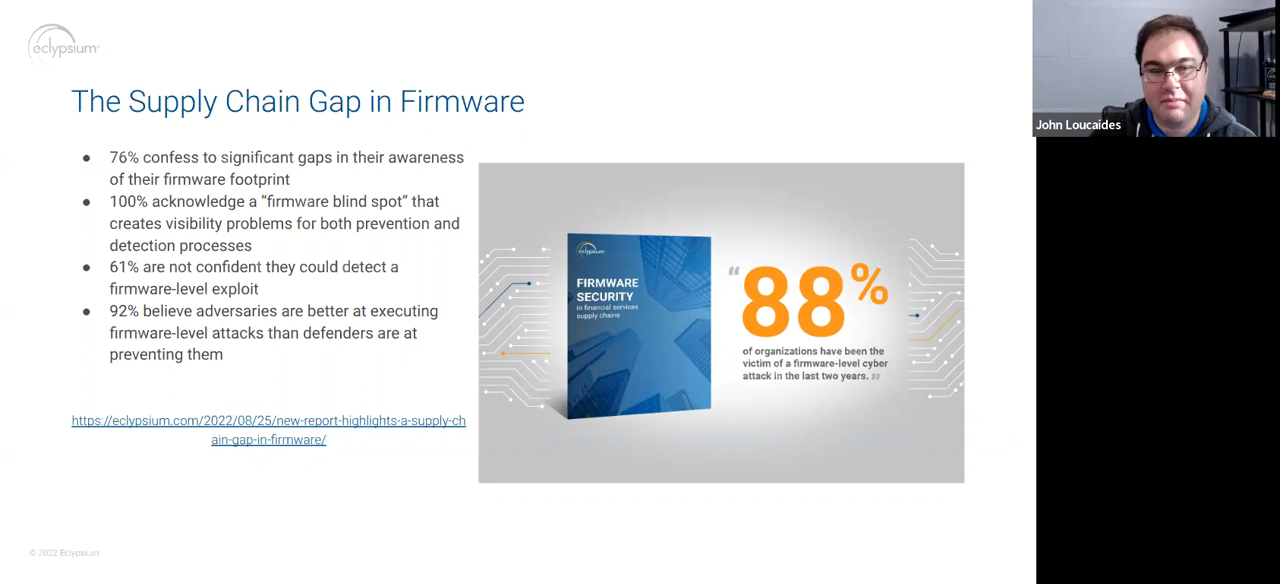 eclypsium
The Supply Chain Gap in Firmware
● 76% confess to significant gaps in their awareness
of their firmware footprint
● 100% acknowledge a “firmware blind spot” that
creates visibility problems for both prevention and
detection processes
● 61% are not confident they could detect a
firmware-level exploit
● 92% believe adversaries are better at executing
firmware-level attacks than defenders are at
preventing them
https://eclypsium.com/2022/08/25/new-report-highlights-a-supply-ch
ain-gap-in-firmware/
eclypsium
FIRMWARE
SECURITY
in financial services
supply chains
“88%
of organizations have been the
victim of a firmware-level cyber
attack in the last two years. ”
John Loucaides
© 2022 Eclypsium